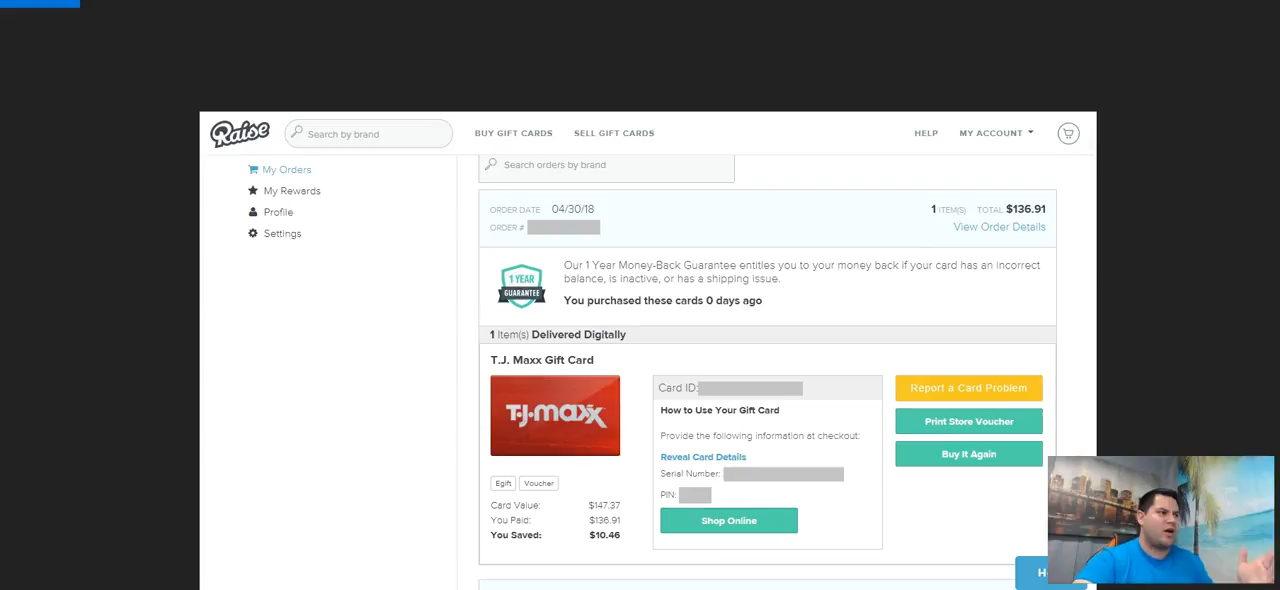 Raise
Search by brand
BUY GIFT CARDS
SELL GIFT CARDS
HELP
MY ACCOUNT
My Orders
My Rewards
Profile
Settings
Search orders by brand
ORDER DATE 04/30/18
1 ITEM(S) TOTAL $136.91
ORDER #
View Order Details
1 YEAR
GUARANTEE
Our 1 Year Money-Back Guarantee entitles you to your money back if your card has an incorrect
balance, is inactive, or has a shipping issue.
You purchased these cards 0 days ago
1 Item(s) Delivered Digitally
T.J. Maxx Gift Card
T·J·maxx
Egift
Voucher
Card Value: $147.37
You Paid: $136.91
You Saved: $10.46
Card ID:
How to Use Your Gift Card
Provide the following information at checkout:
Reveal Card Details
Serial Number:
PIN:
Shop Online
Report a Card Problem
Print Store Voucher
Buy It Again